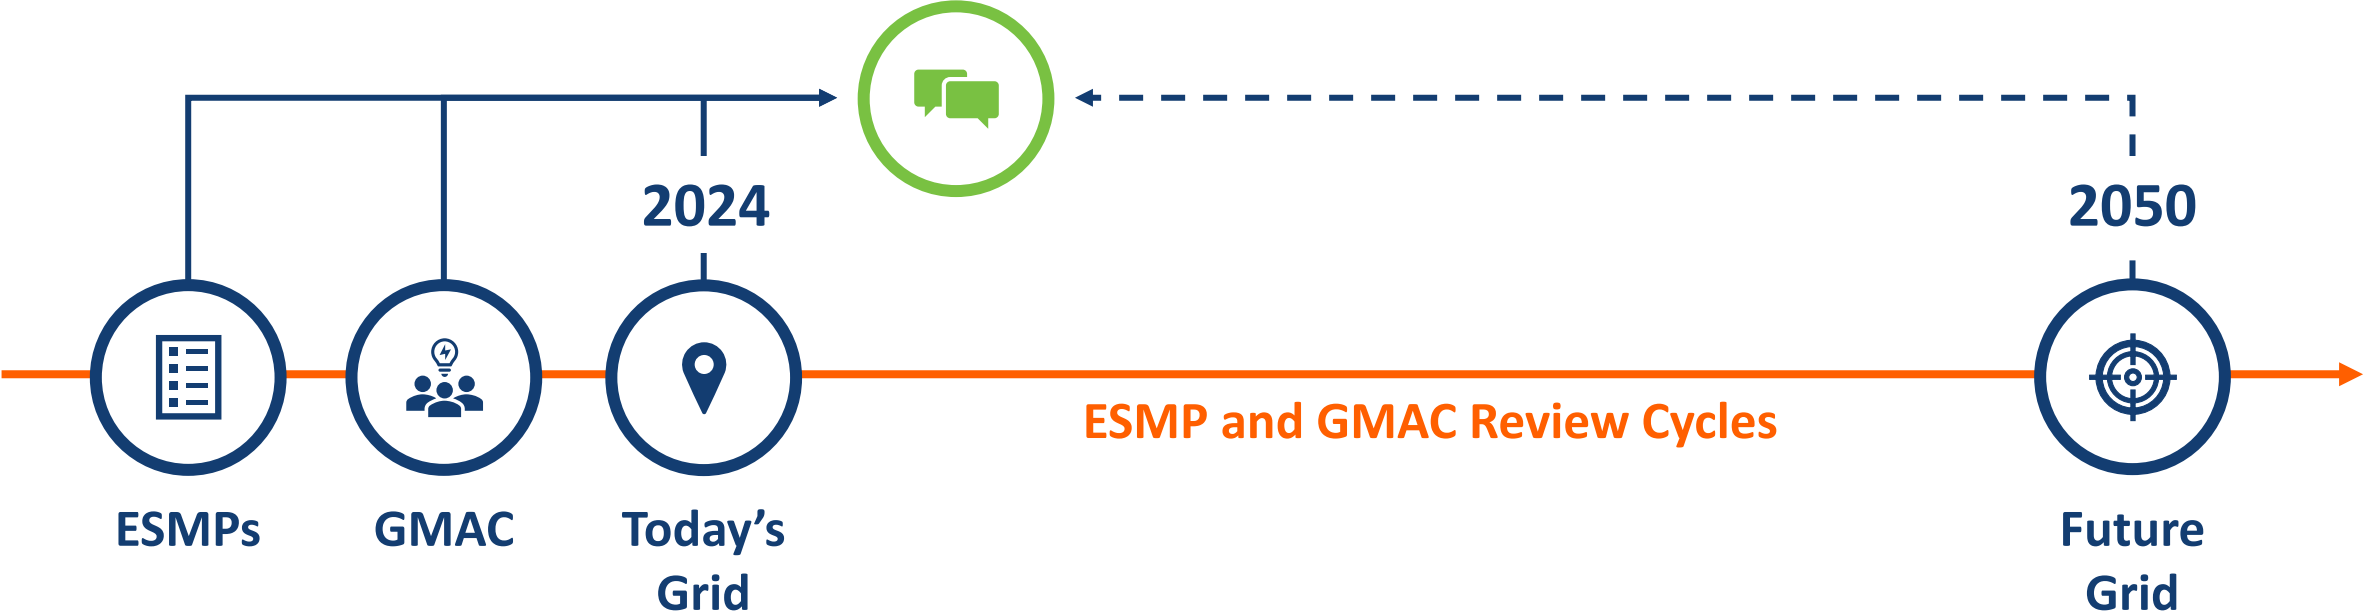 2024
2050
ESMP and GMAC Review Cycles
ESMPs
GMAC
Today’s
Grid
Future
Grid